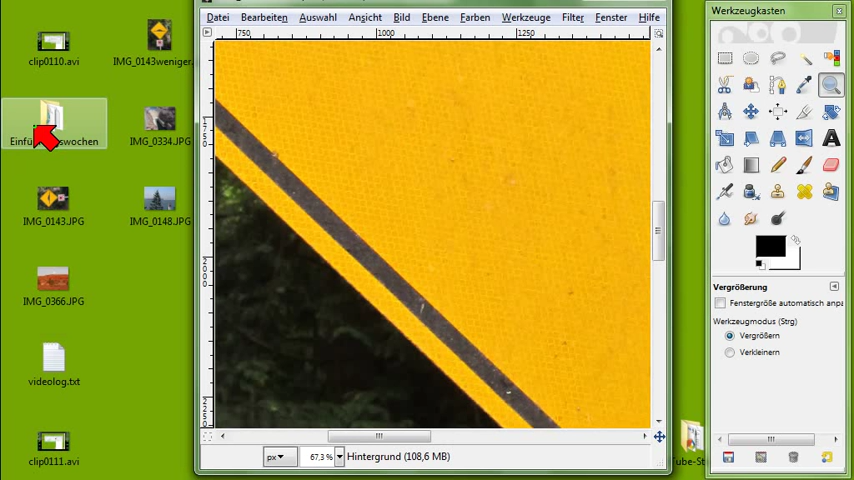 Datei Bearbeiten Auswahl Ansicht Bild Ebene Farben Werkzeuge Filter Fenster Hilfe
Werkzeugkasten
750 1000 1250
clip0110.avi
IMG_0143weniger.
IMG_0334.JPG
IMG_0143.JPG
IMG_0148.JPG
IMG_0366.JPG
videolog.txt
clip0111.avi
Vergrößerung
Fenstergröße automatisch anpa
Werkzeugmodus (Strg)
Vergrößern
Verkleinern
px 67,3% Hintergrund (108,6 MB)